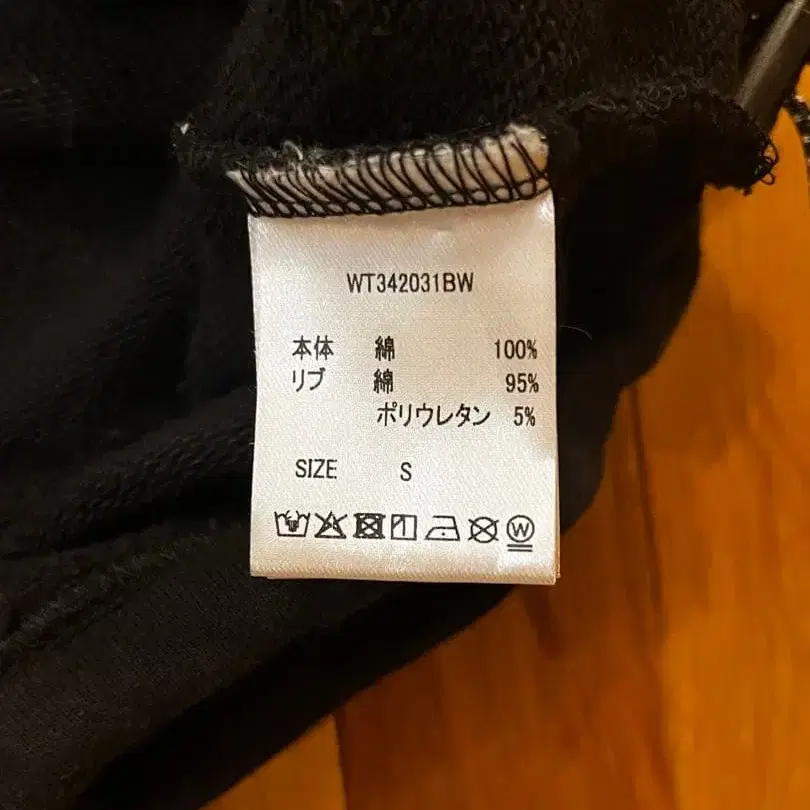 WT342031BW
本体 綿 100%
リブ 綿 95%
ポリウレタン 5%
SIZE S
W